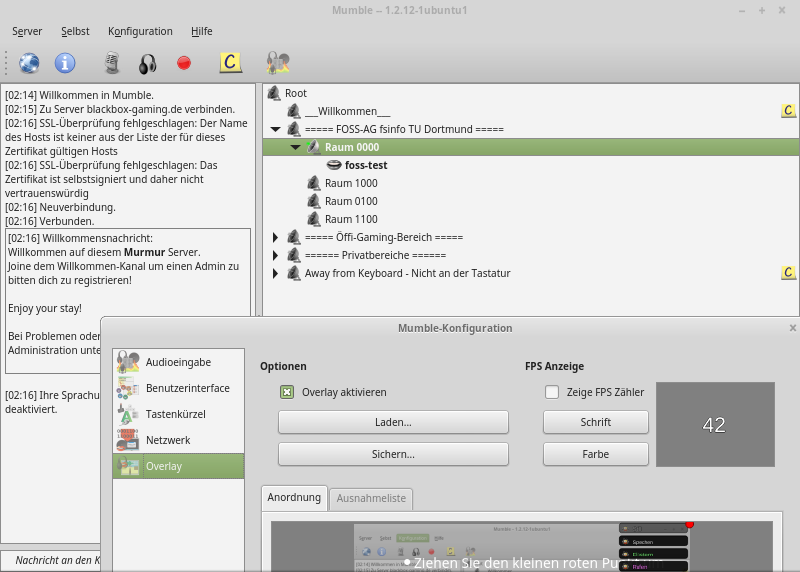 Mumble -- 1.2.12-1ubuntu1
Server Selbst Konfiguration Hilfe
[02:14] Willkommen in Mumble.
[02:15] Zu Server blackbox-gaming.de verbinden.
[02:16] SSL-Überprüfung fehlgeschlagen: Der Name
des Hosts ist keiner aus der Liste der für dieses
Zertifikat gültigen Hosts
[02:16] SSL-Überprüfung fehlgeschlagen: Das
Zertifikat ist selbstsigniert und daher nicht
vertrauenswürdig
[02:16] Neuverbindung.
[02:16] Verbunden.
[02:16] Willkommensnachricht:
Willkommen auf diesem Murmur Server.
Joine dem Willkommen-Kanal um einen Admin zu
bitten dich zu registrieren!
Enjoy your stay!
Bei Problemen oder
Administration unte
[02:16] Ihre Sprachu
deaktiviert.
Nachricht an den K
Root
___Willkommen___
===== FOSS-AG fsinfo TU Dortmund =====
Raum 0000
foss-test
Raum 1000
Raum 0100
Raum 1100
===== Öffi-Gaming-Bereich =====
====== Privatbereiche ======
Away from Keyboard - Nicht an der Tastatur
Mumble-Konfiguration
Audioeingabe
Benutzerinterface
Tastenkürzel
Netzwerk
Overlay
Optionen
Overlay aktivieren
Laden...
Sichern...
FPS Anzeige
Zeige FPS Zähler
Schrift
Farbe
42
Anordnung Ausnahmeliste
Mumble -- 1.2.12-1ubuntu1
Server Selbst Konfiguration Hilfe
Sprechen
• Ziehen Sie den kleinen roten Pu